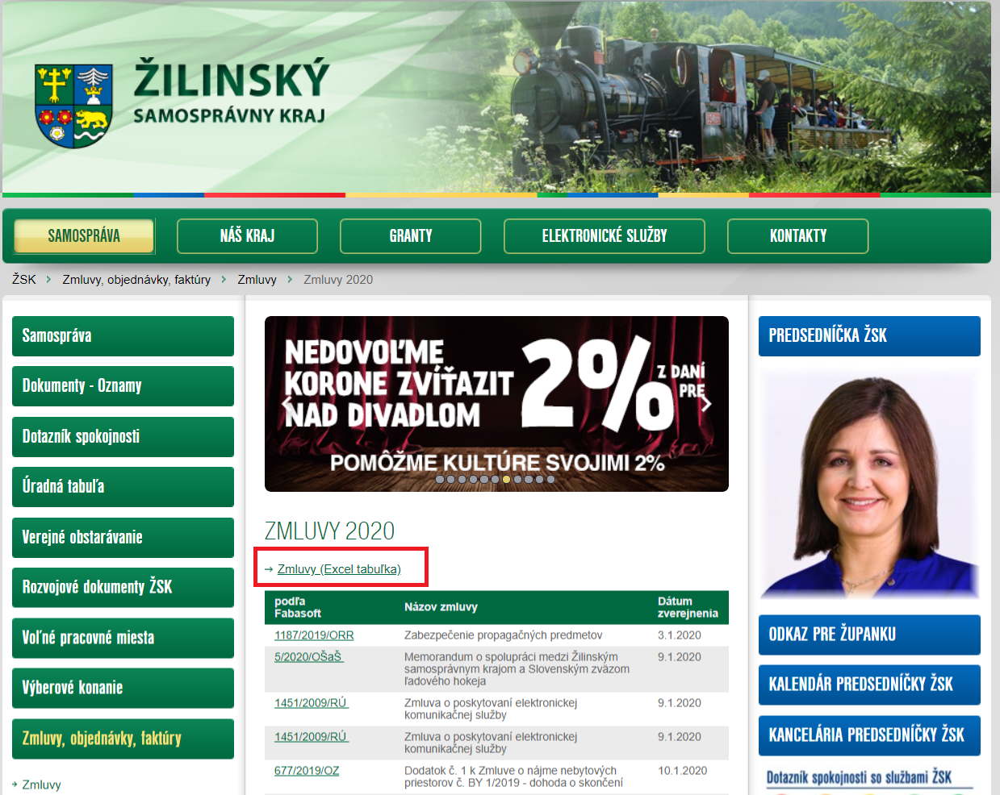 ŽILINSKÝ
SAMOSPRÁVNY KRAJ
SAMOSPRÁVA
NÁŠ KRAJ
GRANTY
ELEKTRONICKÉ SLUŽBY
KONTAKTY
ŽSK > Zmluvy, objednávky, faktúry > Zmluvy > Zmluvy 2020
Samospráva
Dokumenty - Oznamy
Dotazník spokojnosti
Úradná tabuľa
Verejné obstarávanie
Rozvojové dokumenty ŽSK
Voľné pracovné miesta
Výberové konanie
Zmluvy, objednávky, faktúry
Zmluvy
NEDOVOĽME
KORONE ZVÍŤAZIT
NAD DIVADLOM
2%
Z DANÍ
PRE
POMÔŽME KULTÚRE SVOJIMI 2%
ZMLUVY 2020
Zmluvy (Excel tabuľka)
podľa
Fabasoft
Názov zmluvy
Dátum
zverejnenia
1187/2019/ORR
Zabezpečenie propagačných predmetov
3.1.2020
5/2020/OŠaŠ
Memorandum o spolupráci medzi Žilinským
samosprávnym krajom a Slovenským zväzom
ľadového hokeja
9.1.2020
1451/2009/RÚ
Zmluva o poskytovaní elektronickej
komunikačnej služby
9.1.2020
1451/2009/RÚ
Zmluva o poskytovaní elektronickej
komunikačnej služby
9.1.2020
677/2019/OZ
Dodatok č. 1 k Zmluve o nájme nebytových
priestorov č. BY 1/2019 - dohoda o skončení
10.1.2020
PREDSEDNÍČKA ŽSK
ODKAZ PRE ŽUPANKU
KALENDÁR PREDSEDNÍČKY ŽSK
KANCELÁRIA PREDSEDNÍČKY ŽSK
Dotazník spokojnosti so službami ŽSK